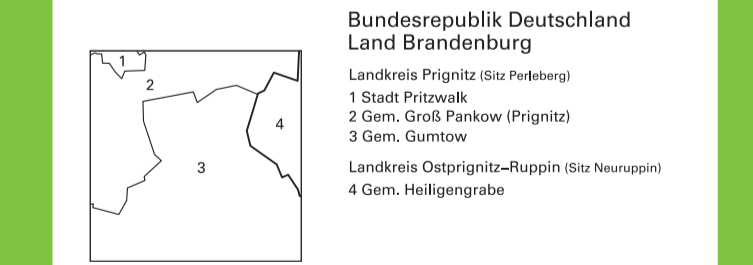 Bundesrepublik Deutschland
Land Brandenburg
Landkreis Prignitz (Sitz Perleberg)
1 Stadt Pritzwalk
2 Gem. Groß Pankow (Prignitz)
3 Gem. Gumtow
Landkreis Ostprignitz–Ruppin (Sitz Neuruppin)
4 Gem. Heiligengrabe
1
2
4
3